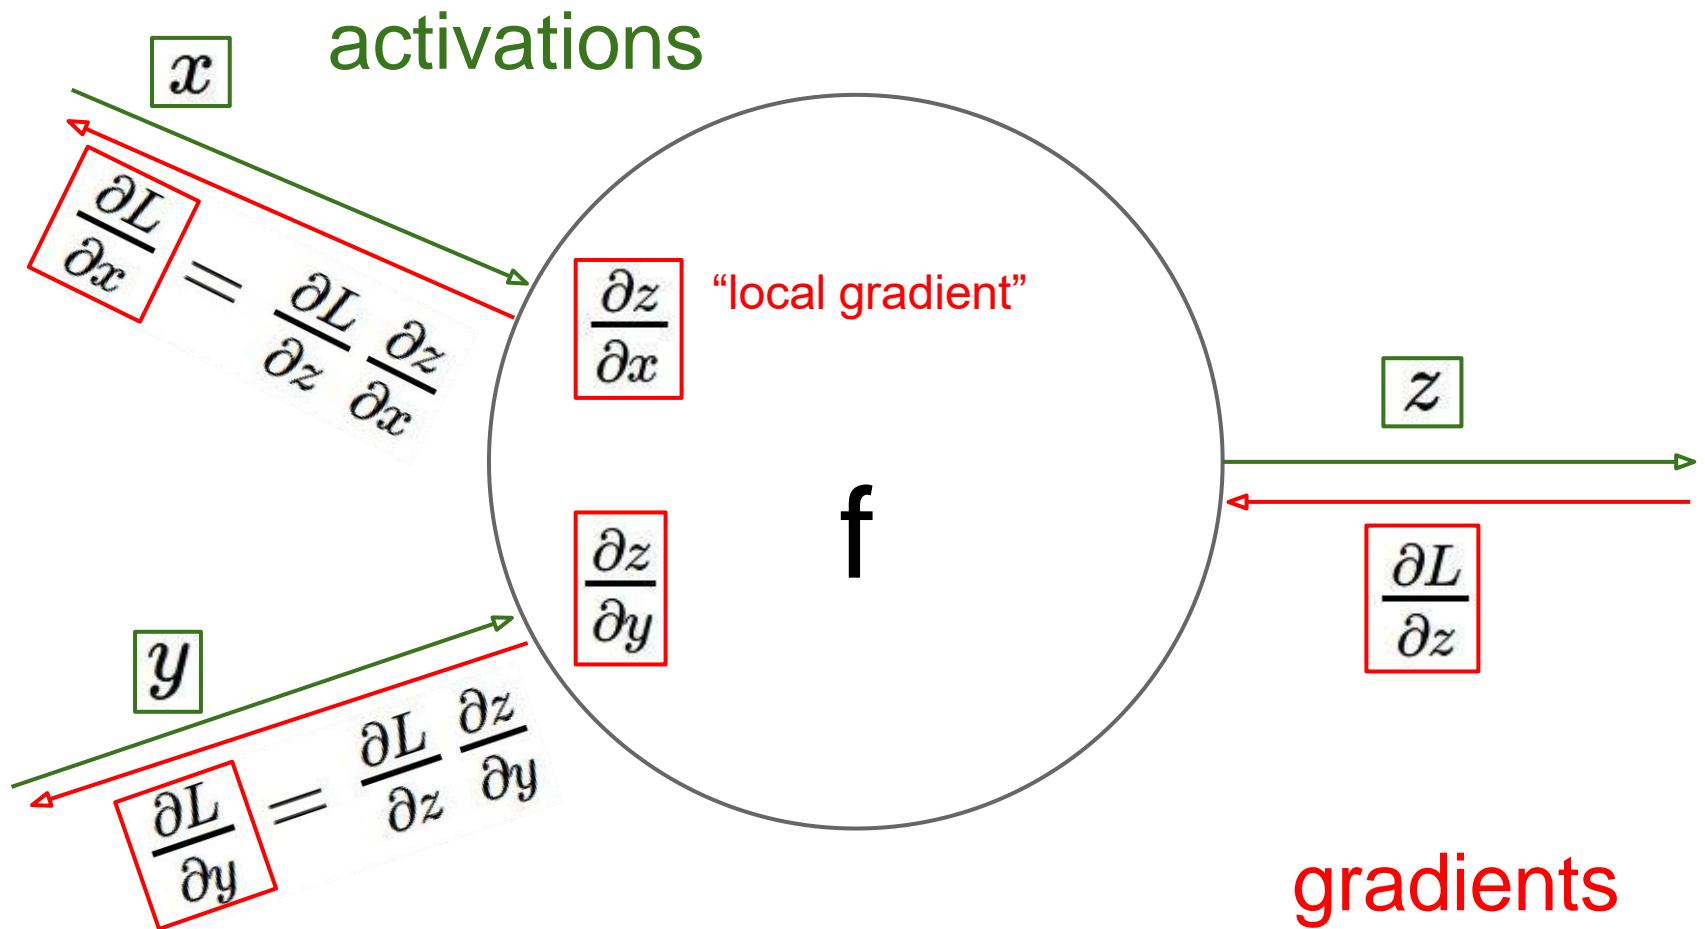 activations
x
∂L/∂x = ∂L/∂z ∂z/∂x
∂z/∂x
“local gradient”
z
f
∂z/∂y
∂L/∂z
y
∂L/∂y = ∂L/∂z ∂z/∂y
gradients